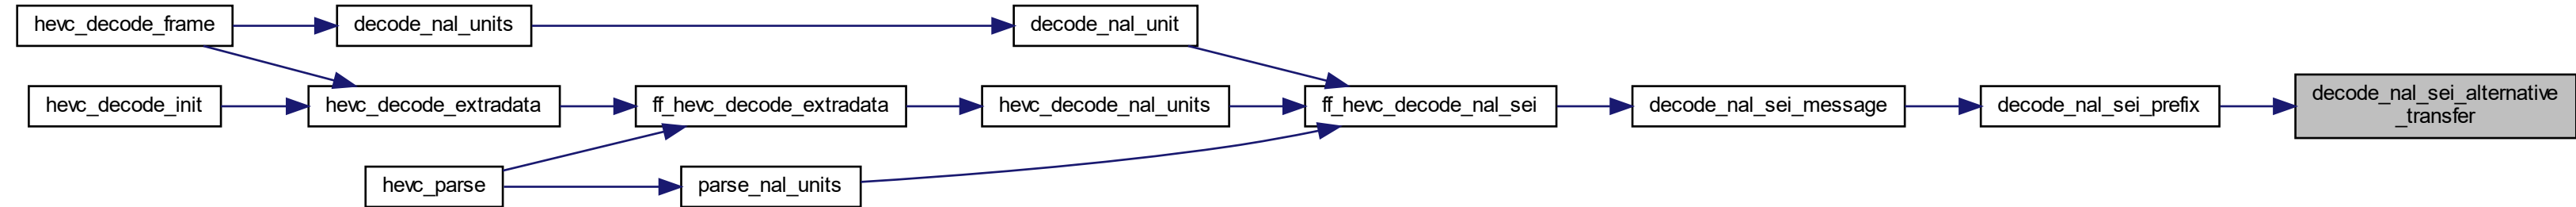 hevc_decode_frame
decode_nal_units
decode_nal_unit
hevc_decode_init
hevc_decode_extradata
ff_hevc_decode_extradata
hevc_decode_nal_units
ff_hevc_decode_nal_sei
decode_nal_sei_message
decode_nal_sei_prefix
decode_nal_sei_alternative
_transfer
hevc_parse
parse_nal_units